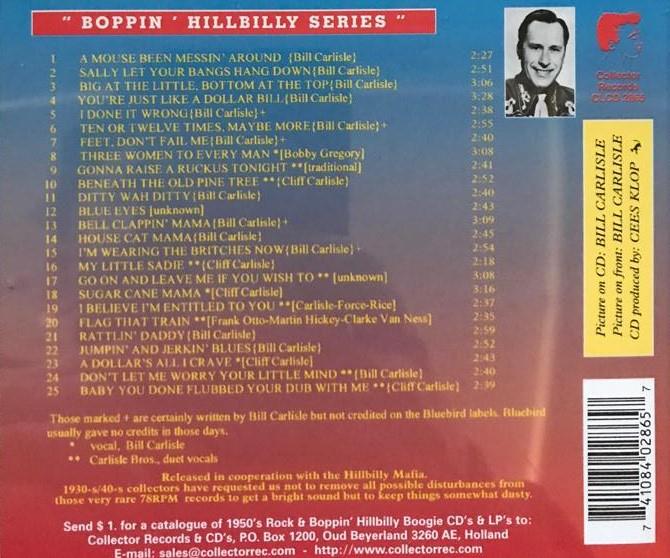 " BOPPIN ' HILLBILLY SERIES "
1 A MOUSE BEEN MESSIN' AROUND {Bill Carlisle} 2:27
2 SALLY LET YOUR BANGS HANG DOWN{Bill Carlisle} 2:51
3 BIG AT THE LITTLE, BOTTOM AT THE TOP{Bill Carlisle} 3:06
4 YOU'RE JUST LIKE A DOLLAR BILL{Bill Carlisle} 3:28
5 I DONE IT WRONG{Bill Carlisle}+ 2:38
6 TEN OR TWELVE TIMES, MAYBE MORE{Bill Carlisle}+ 2:55
7 FEET, DON'T FAIL ME{Bill Carlisle}+ 2:40
8 THREE WOMEN TO EVERY MAN *[Bobby Gregory] 3:08
9 GONNA RAISE A RUCKUS TONIGHT **[traditional] 2:41
10 BENEATH THE OLD PINE TREE **{Cliff Carlisle} 2:52
11 DITTY WAH DITTY{Bill Carlisle} 2:40
12 BLUE EYES [unknown] 2:43
13 BELL CLAPPIN' MAMA{Bill Carlisle}+ 3:09
14 HOUSE CAT MAMA{Bill Carlisle} 2:45
15 I'M WEARING THE BRITCHES NOW{Bill Carlisle}+ 2:54
16 MY LITTLE SADIE **{Cliff Carlisle} 2:18
17 GO ON AND LEAVE ME IF YOU WISH TO ** [unknown] 3:08
18 SUGAR CANE MAMA *[Cliff Carlisle] 3:16
19 I BELIEVE I'M ENTITLED TO YOU **[Carlisle-Force-Rice] 2:37
20 FLAG THAT TRAIN **[Frank Otto-Martin Hickey-Clarke Van Ness] 2:35
21 RATTLIN' DADDY{Bill Carlisle} 2:59
22 JUMPIN' AND JERKIN' BLUES{Bill Carlisle} 2:52
23 A DOLLAR'S ALL I CRAVE *[Cliff Carlisle] 2:43
24 DON'T LET ME WORRY YOUR LITTLE MIND **{Bill Carlisle} 2:40
25 BABY YOU DONE FLUBBED YOUR DUB WITH ME **{Cliff Carlisle} 2:39
Those marked + are certainly written by Bill Carlisle but not credited on the Bluebird labels. Bluebird
usually gave no credits in those days.
* vocal, Bill Carlisle
** Carlisle Bros., duet vocals
Released in cooperation with the Hillbilly Mafia.
1930-s/40-s collectors have requested us not to remove all possible disturbances from
those very rare 78RPM records to get a bright sound but to keep things somewhat dusty.
Send $ 1. for a catalogue of 1950's Rock & Boppin' Hillbilly Boogie CD's & LP's to:
Collector Records & CD's, P.O. Box 1200, Oud Beyerland 3260 AE, Holland
E-mail: sales@collectorrec.com - http://www.collectorrec.com
Collector
Records
CLCD 2865
Picture on CD: BILL CARLISLE
Picture on front: BILL CARLISLE
CD produced by: CEES KLOP
7 41084 02865 7